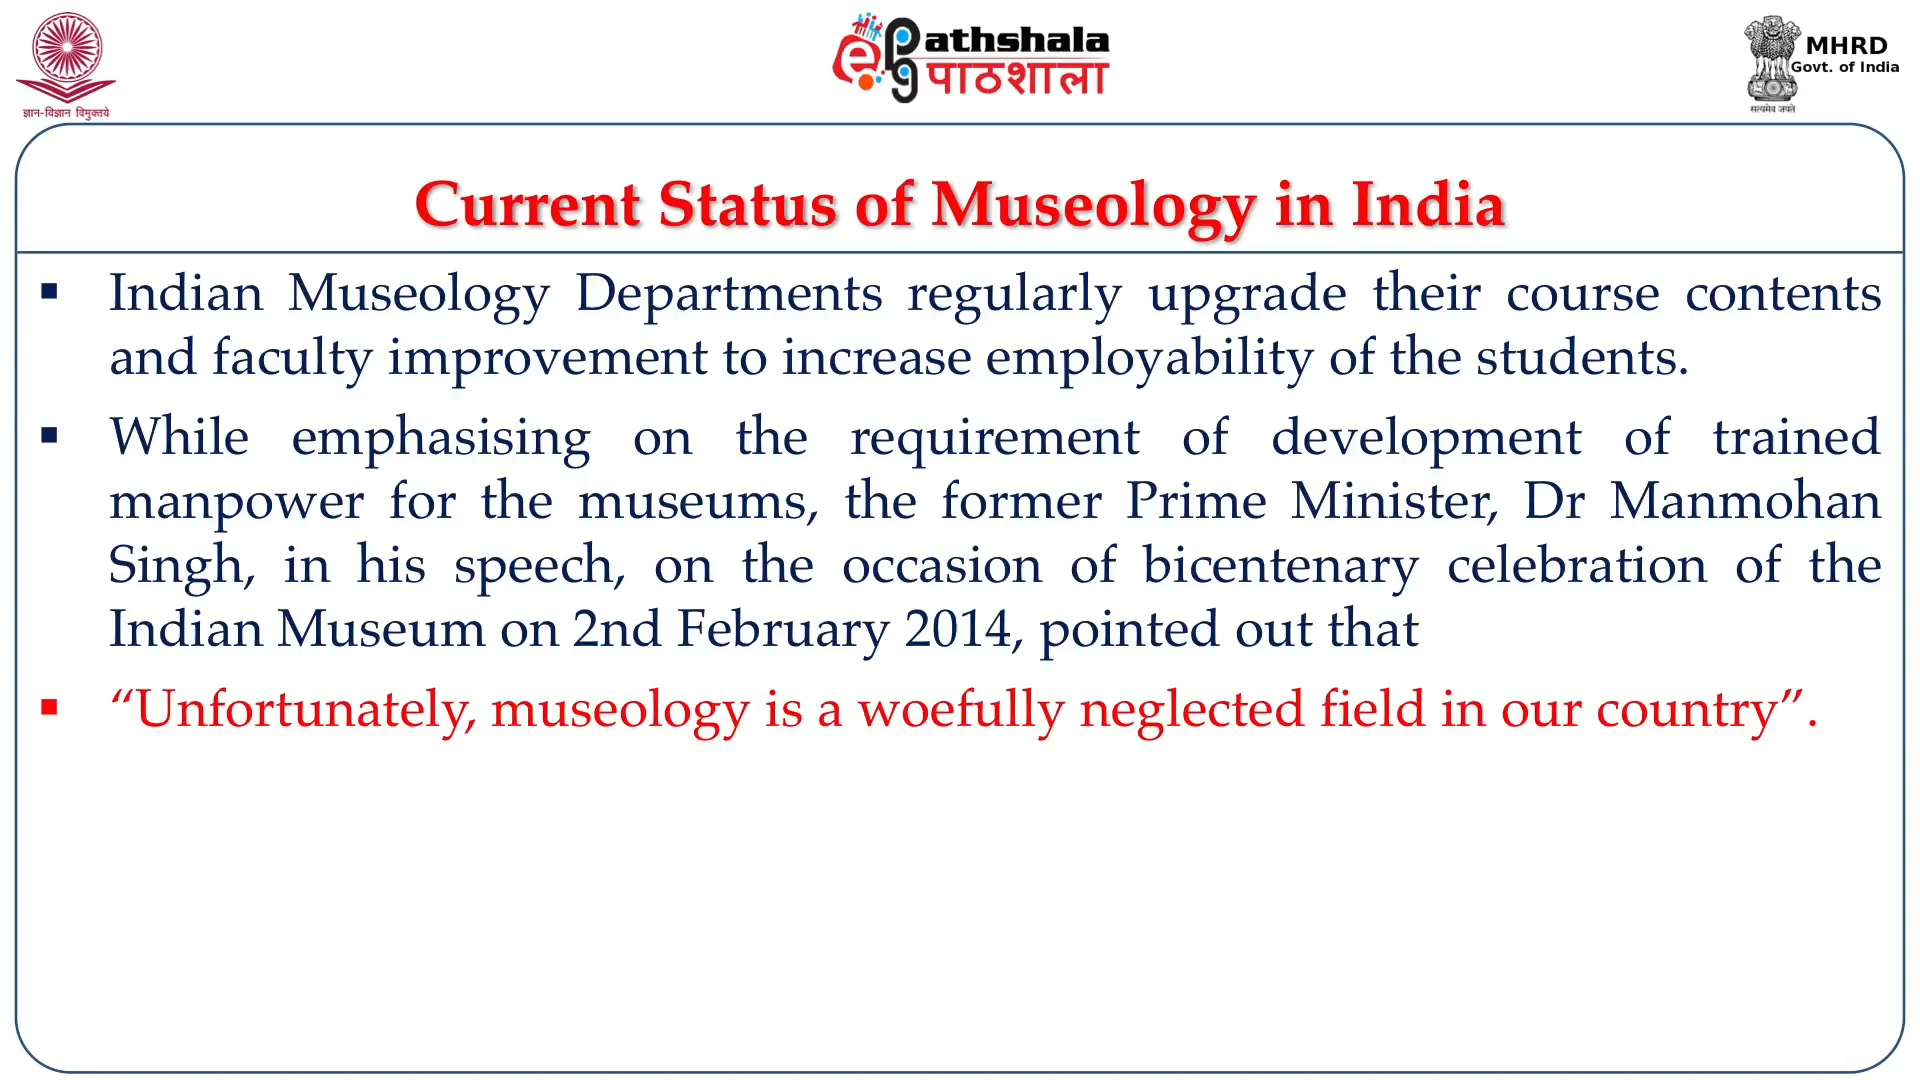 ज्ञान-विज्ञान विमुक्तये
ePathshala
पाठशाला
MHRD
Govt. of India
सत्यमेव जयते
Current Status of Museology in India
▪ Indian Museology Departments regularly upgrade their course contents
and faculty improvement to increase employability of the students.
▪ While emphasising on the requirement of development of trained
manpower for the museums, the former Prime Minister, Dr Manmohan
Singh, in his speech, on the occasion of bicentenary celebration of the
Indian Museum on 2nd February 2014, pointed out that
▪ “Unfortunately, museology is a woefully neglected field in our country”.